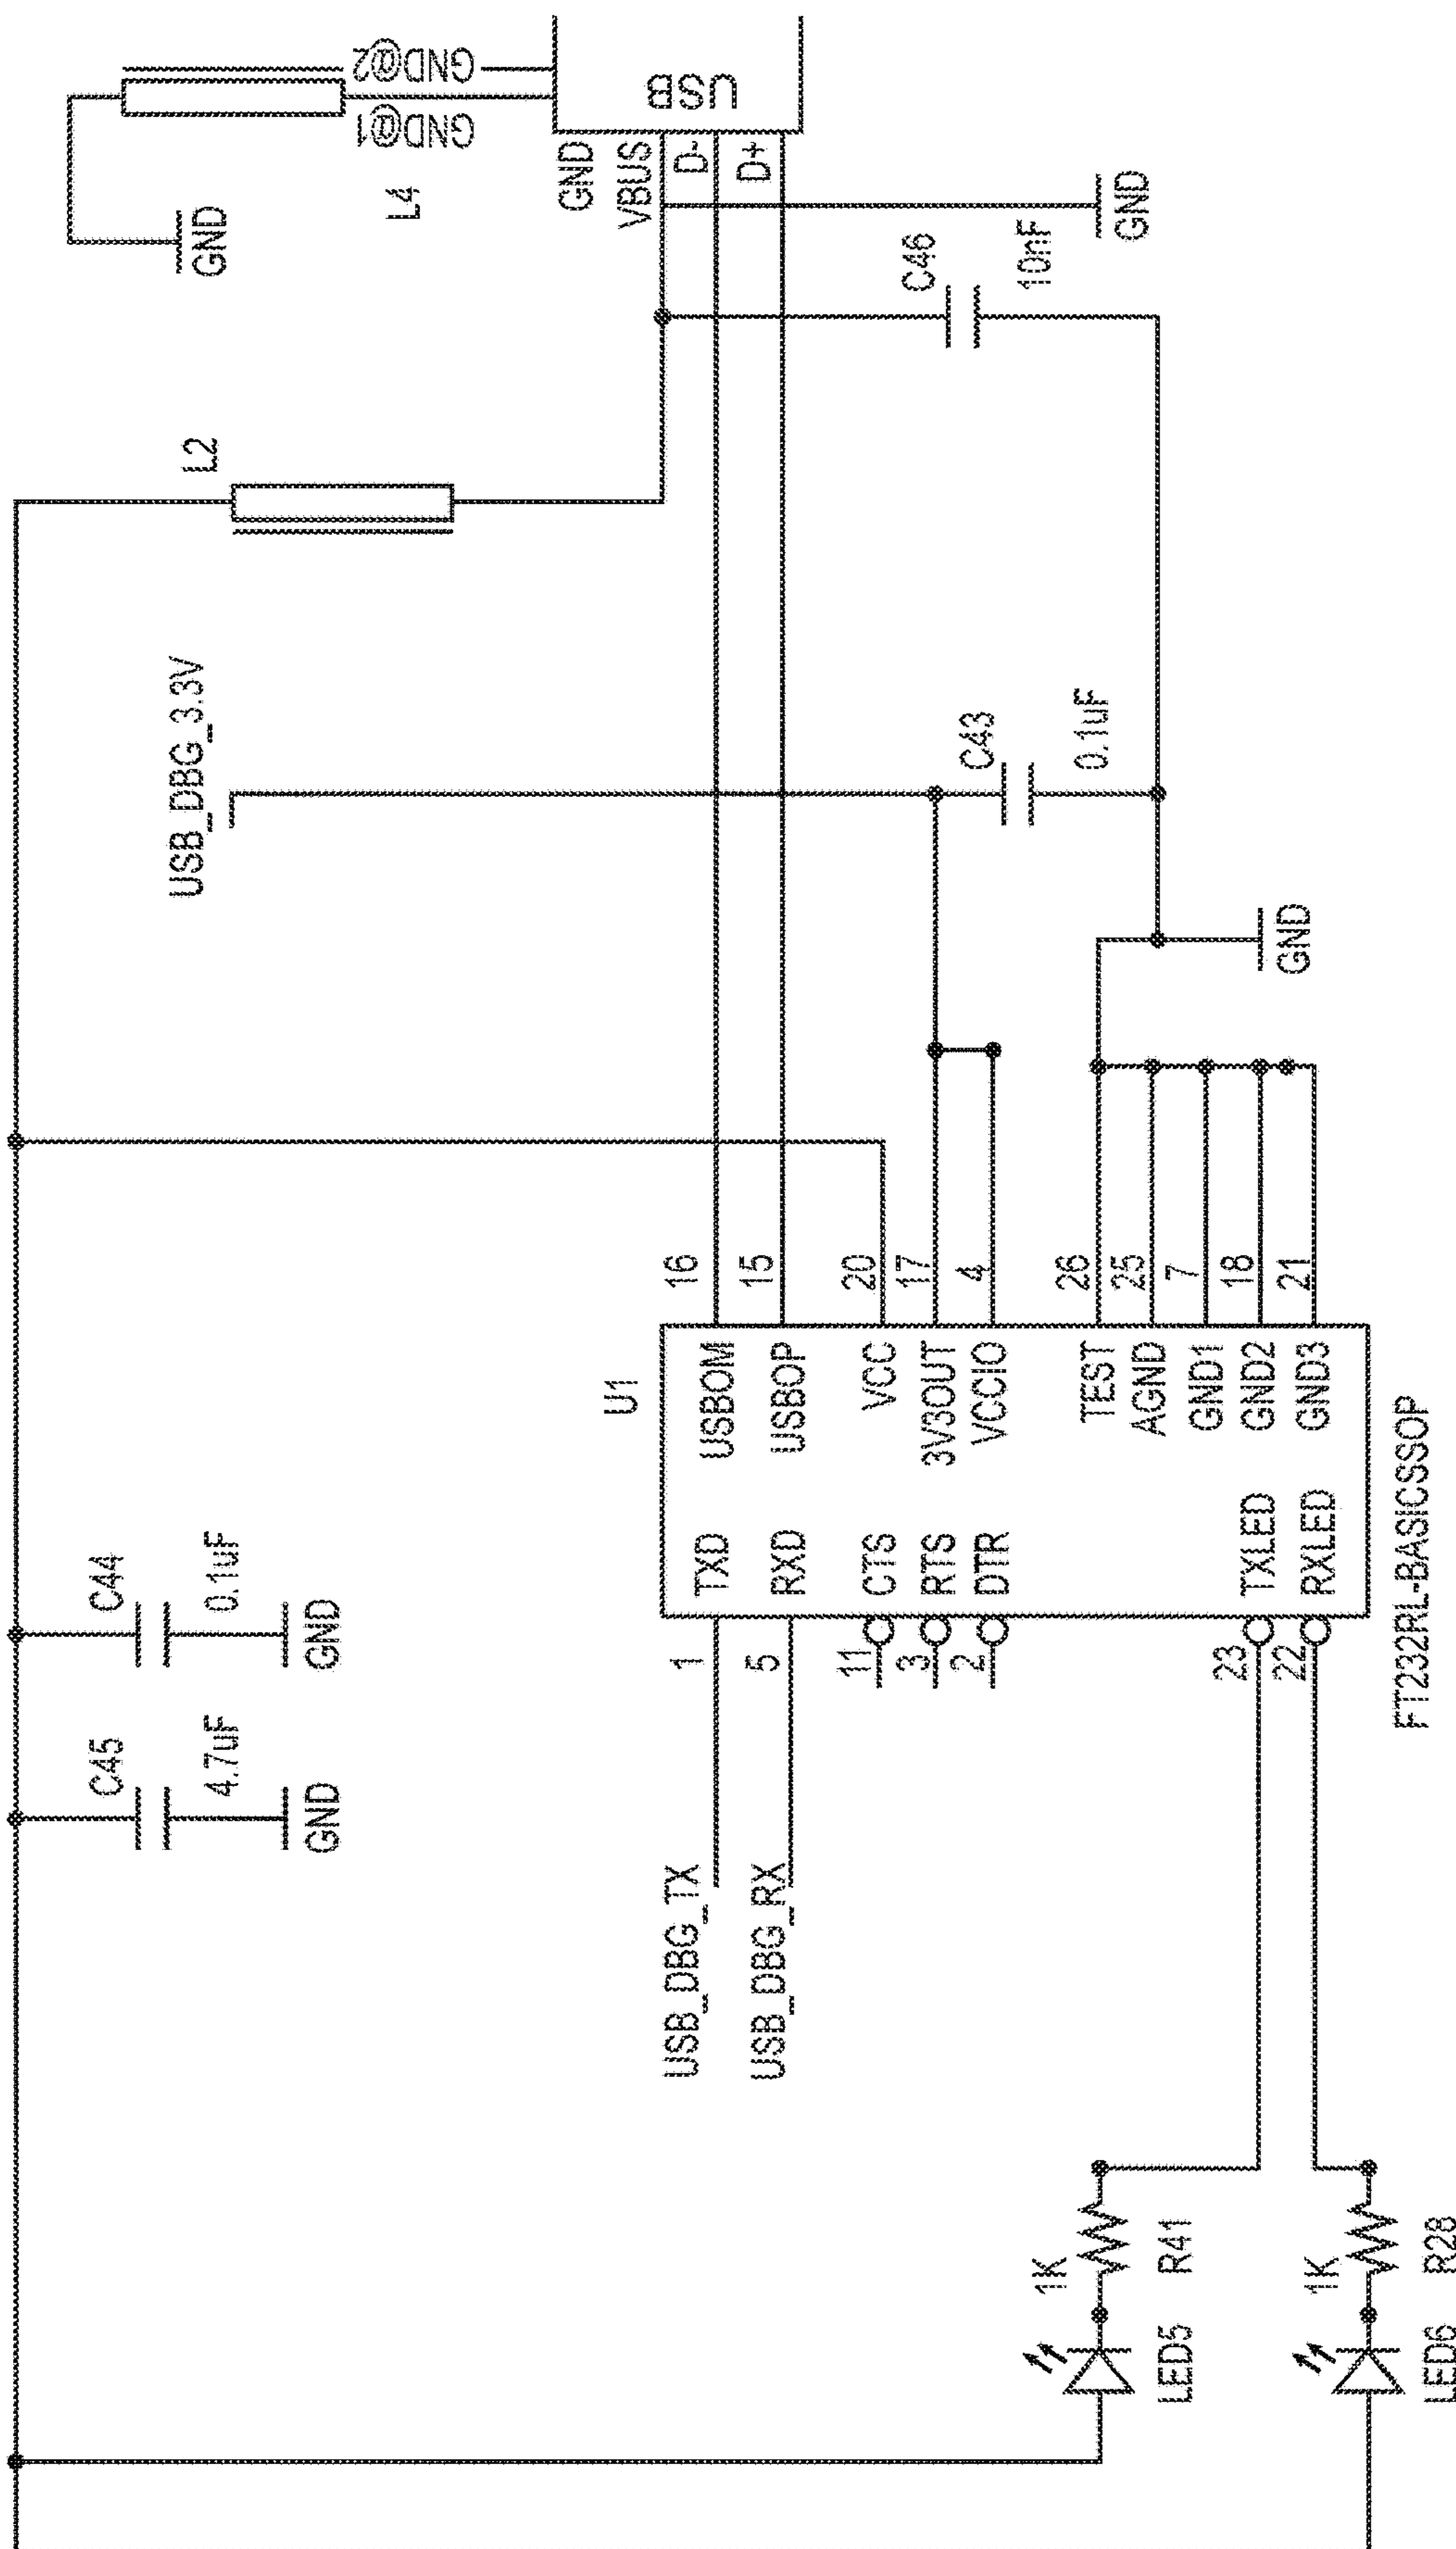 USB_DBG_TX
USB_DBG_RX
LED5
LED6
1K
R41
1K
R28
C45
4.7uF
GND
C44
0.1uF
GND
1
5
11
3
2
23
22
U1
TXD
RXD
CTS
RTS
DTR
TXLED
RXLED
USBOM
USBOP
VCC
3V3OUT
VCCIO
TEST
AGND
GND1
GND2
GND3
FT232RL-BASICSSOP
16
15
20
17
4
26
25
7
18
21
GND
USB_DBG_3.3V
C43
0.1uF
L2
C46
10nF
GND
GND
L4
GND
VBUS
D-
D+
GND@2
GND@1
USB